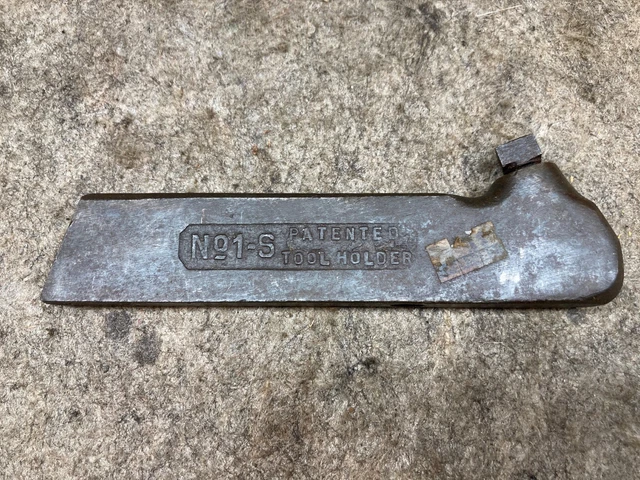 No1-S PATENTED
TOOL HOLDER